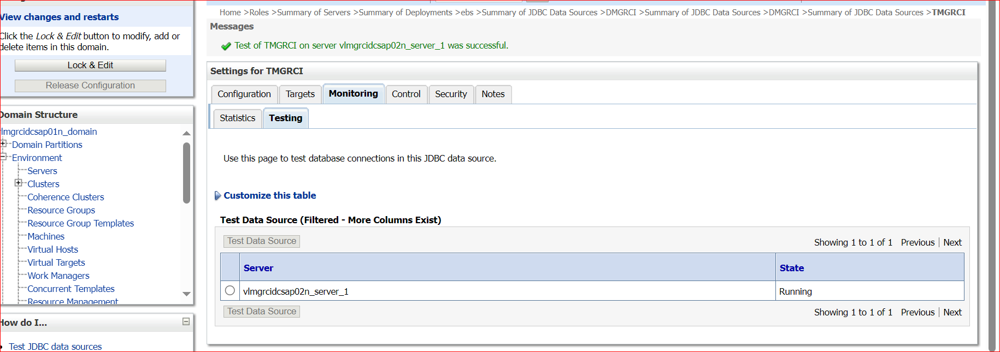 View changes and restarts
Click the Lock & Edit button to modify, add or
delete items in this domain.
Lock & Edit
Release Configuration
Domain Structure
vlmgrcidcsap01n_domain
Domain Partitions
Environment
Servers
Clusters
Coherence Clusters
Resource Groups
Resource Group Templates
Machines
Virtual Hosts
Virtual Targets
Work Managers
Concurrent Templates
Resource Management
How do I...
Test JDBC data sources
Home >Roles >Summary of Servers >Summary of Deployments >ebs >Summary of JDBC Data Sources >DMGRCI >Summary of JDBC Data Sources >DMGRCI >Summary of JDBC Data Sources >TMGRCI
Messages
Test of TMGRCI on server vlmgrcidcsap02n_server_1 was successful.
Settings for TMGRCI
Configuration Targets Monitoring Control Security Notes
Statistics Testing
Use this page to test database connections in this JDBC data source.
Customize this table
Test Data Source (Filtered - More Columns Exist)
Test Data Source Showing 1 to 1 of 1 Previous | Next
Server State
vlmgrcidcsap02n_server_1 Running
Test Data Source Showing 1 to 1 of 1 Previous | Next